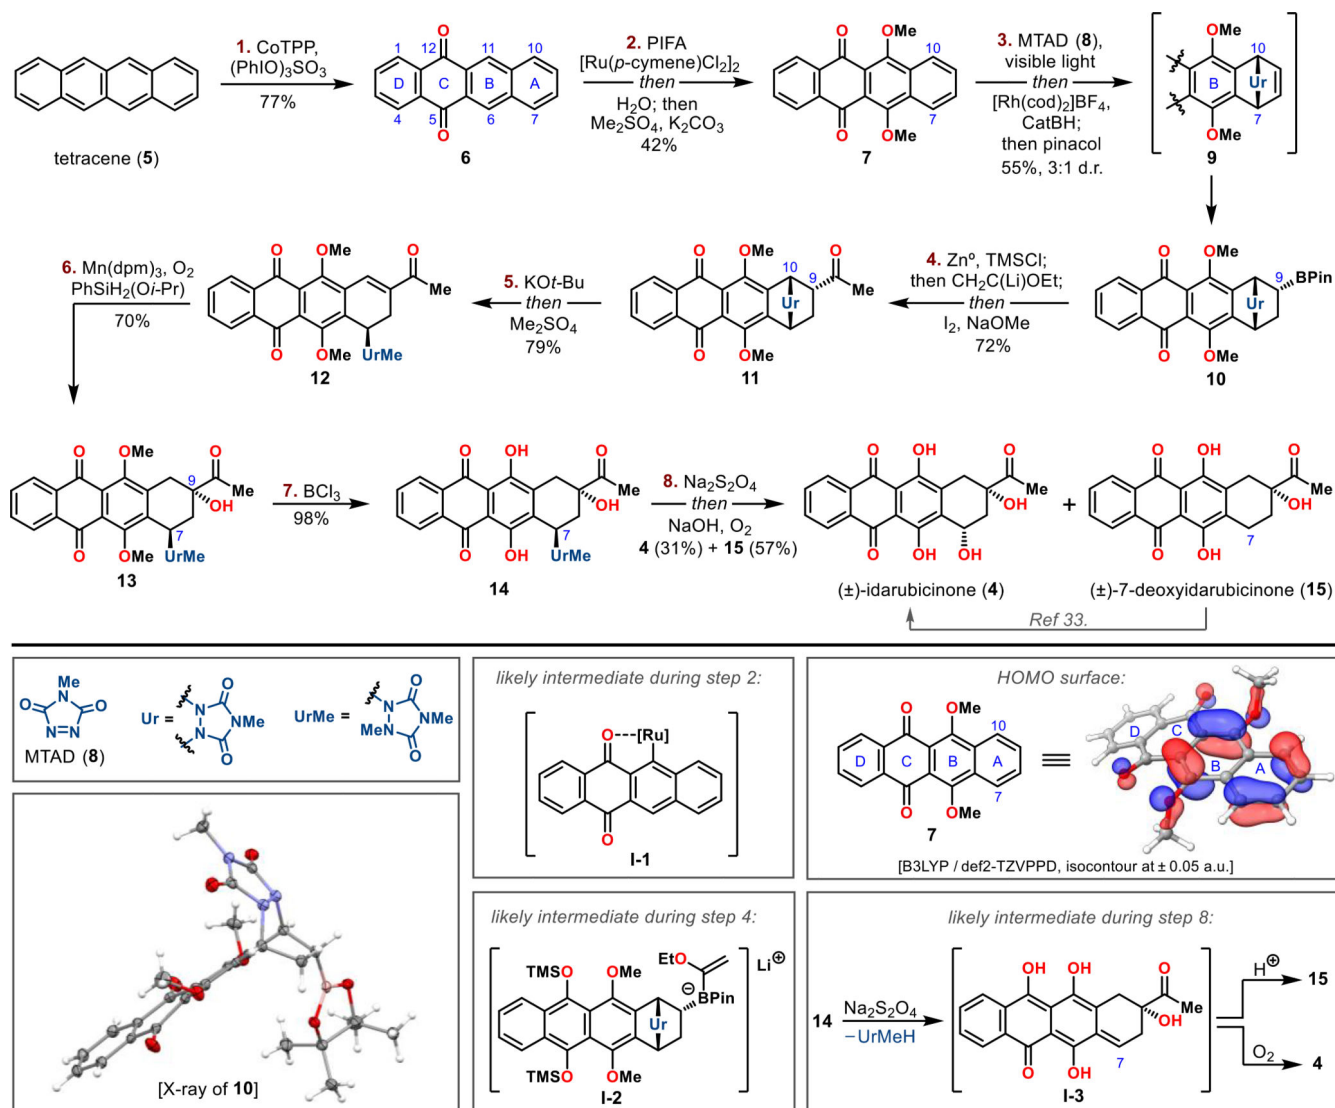 1. CoTPP,
(PhIO)₃SO₃
77%
tetracene (5)
O
O
1
12
11
10
D
C
B
A
4
5
6
7
6
2. PIFA
[Ru(p-cymene)Cl₂]₂
then
H₂O; then
Me₂SO₄, K₂CO₃
42%
O
OMe
10
7
O
OMe
7
3. MTAD (8),
visible light
then
[Rh(cod)₂]BF₄,
CatBH;
then pinacol
55%, 3:1 d.r.
OMe
10
B
Ur
7
OMe
9
6. Mn(dpm)₃, O₂
PhSiH₂(Oi-Pr)
70%
O
OMe
O
Me
O
OMe
UrMe
12
5. KOt-Bu
then
Me₂SO₄
79%
O
OMe
10
9
O
Me
Ur
O
OMe
11
4. Znº, TMSCl;
then CH₂C(Li)OEt;
then
I₂, NaOMe
72%
O
OMe
9
BPin
Ur
O
OMe
10
O
OMe
O
9
Me
OH
7
O
OMe
UrMe
13
7. BCl₃
98%
O
OH
O
Me
OH
7
O
OH
UrMe
14
8. Na₂S₂O₄
then
NaOH, O₂
4 (31%) + 15 (57%)
O
OH
O
Me
OH
O
OH
OH
(±)-idarubicinone (4)
+
O
OH
O
Me
OH
7
O
OH
(±)-7-deoxyidarubicinone (15)
Ref 33.
Me
N
O
O
N=N
MTAD (8)
Ur =
O
N
N
NMe
O
UrMe =
O
N
MeN
NMe
O
likely intermediate during step 2:
O---[Ru]
O
I-1
HOMO surface:
O
OMe
10
D
C
B
A
7
O
OMe
7
D
C
B
A
[B3LYP / def2-TZVPPD, isocontour at ± 0.05 a.u.]
[X-ray of 10]
likely intermediate during step 4:
EtO
TMSO
OMe
⊖
BPin
Ur
TMSO
OMe
Li⊕
I-2
likely intermediate during step 8:
14
Na₂S₂O₄
−UrMeH
OH
OH
O
Me
OH
7
O
OH
I-3
H⊕
15
O₂
4